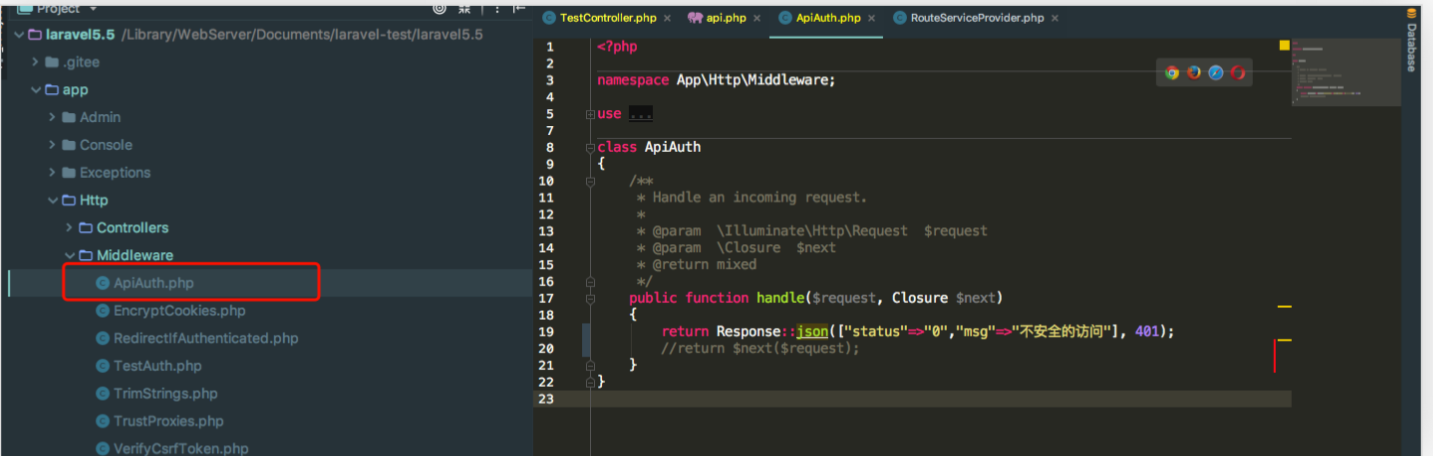 Project
laravel5.5 /Library/WebServer/Documents/laravel-test/laravel5.5
.gitee
app
Admin
Console
Exceptions
Http
Controllers
Middleware
ApiAuth.php
EncryptCookies.php
RedirectIfAuthenticated.php
TestAuth.php
TrimStrings.php
TrustProxies.php
VerifyCsrfToken.php
TestController.php × api.php × ApiAuth.php × RouteServiceProvider.php ×
1 <?php
2
3 namespace App\Http\Middleware;
4
5 use ...
7
8 class ApiAuth
9 {
10 /**
11 * Handle an incoming request.
12 *
13 * @param \Illuminate\Http\Request $request
14 * @param \Closure $next
15 * @return mixed
16 */
17 public function handle($request, Closure $next)
18 {
19 return Response::json(["status"=>"0","msg"=>"不安全的访问"], 401);
20 //return $next($request);
21 }
22 }
23
Database